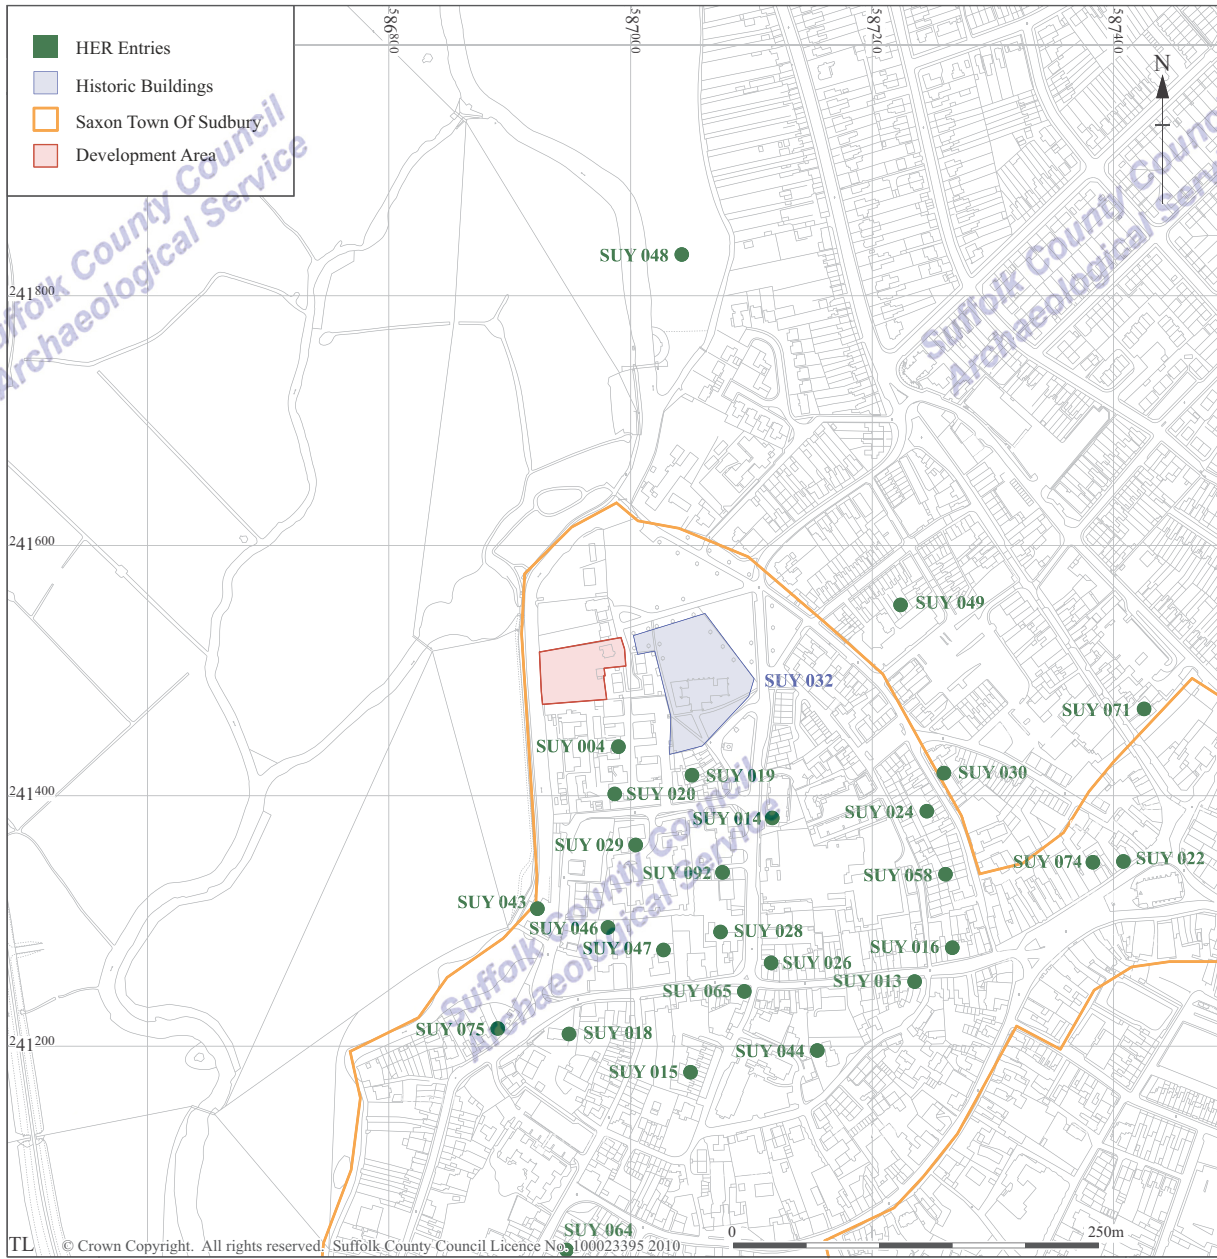 HER Entries
Historic Buildings
Saxon Town Of Sudbury
Development Area
586800
587000
587200
587400
N
Suffolk County Council
Archaeological Service
Suffolk County Council
Archaeological Service
SUY 048
241800
241600
SUY 049
SUY 032
SUY 071
SUY 004
SUY 019
SUY 030
SUY 020
241400
SUY 024
SUY 014
SUY 029
SUY 074
SUY 022
SUY 092
SUY 058
SUY 043
SUY 046
SUY 028
SUY 047
SUY 016
SUY 026
SUY 013
SUY 065
Suffolk County Council
Archaeological Service
SUY 075
SUY 018
241200
SUY 044
SUY 015
SUY 064
0 250m
TL © Crown Copyright. All rights reserved. Suffolk County Council Licence No. 100023395 2010